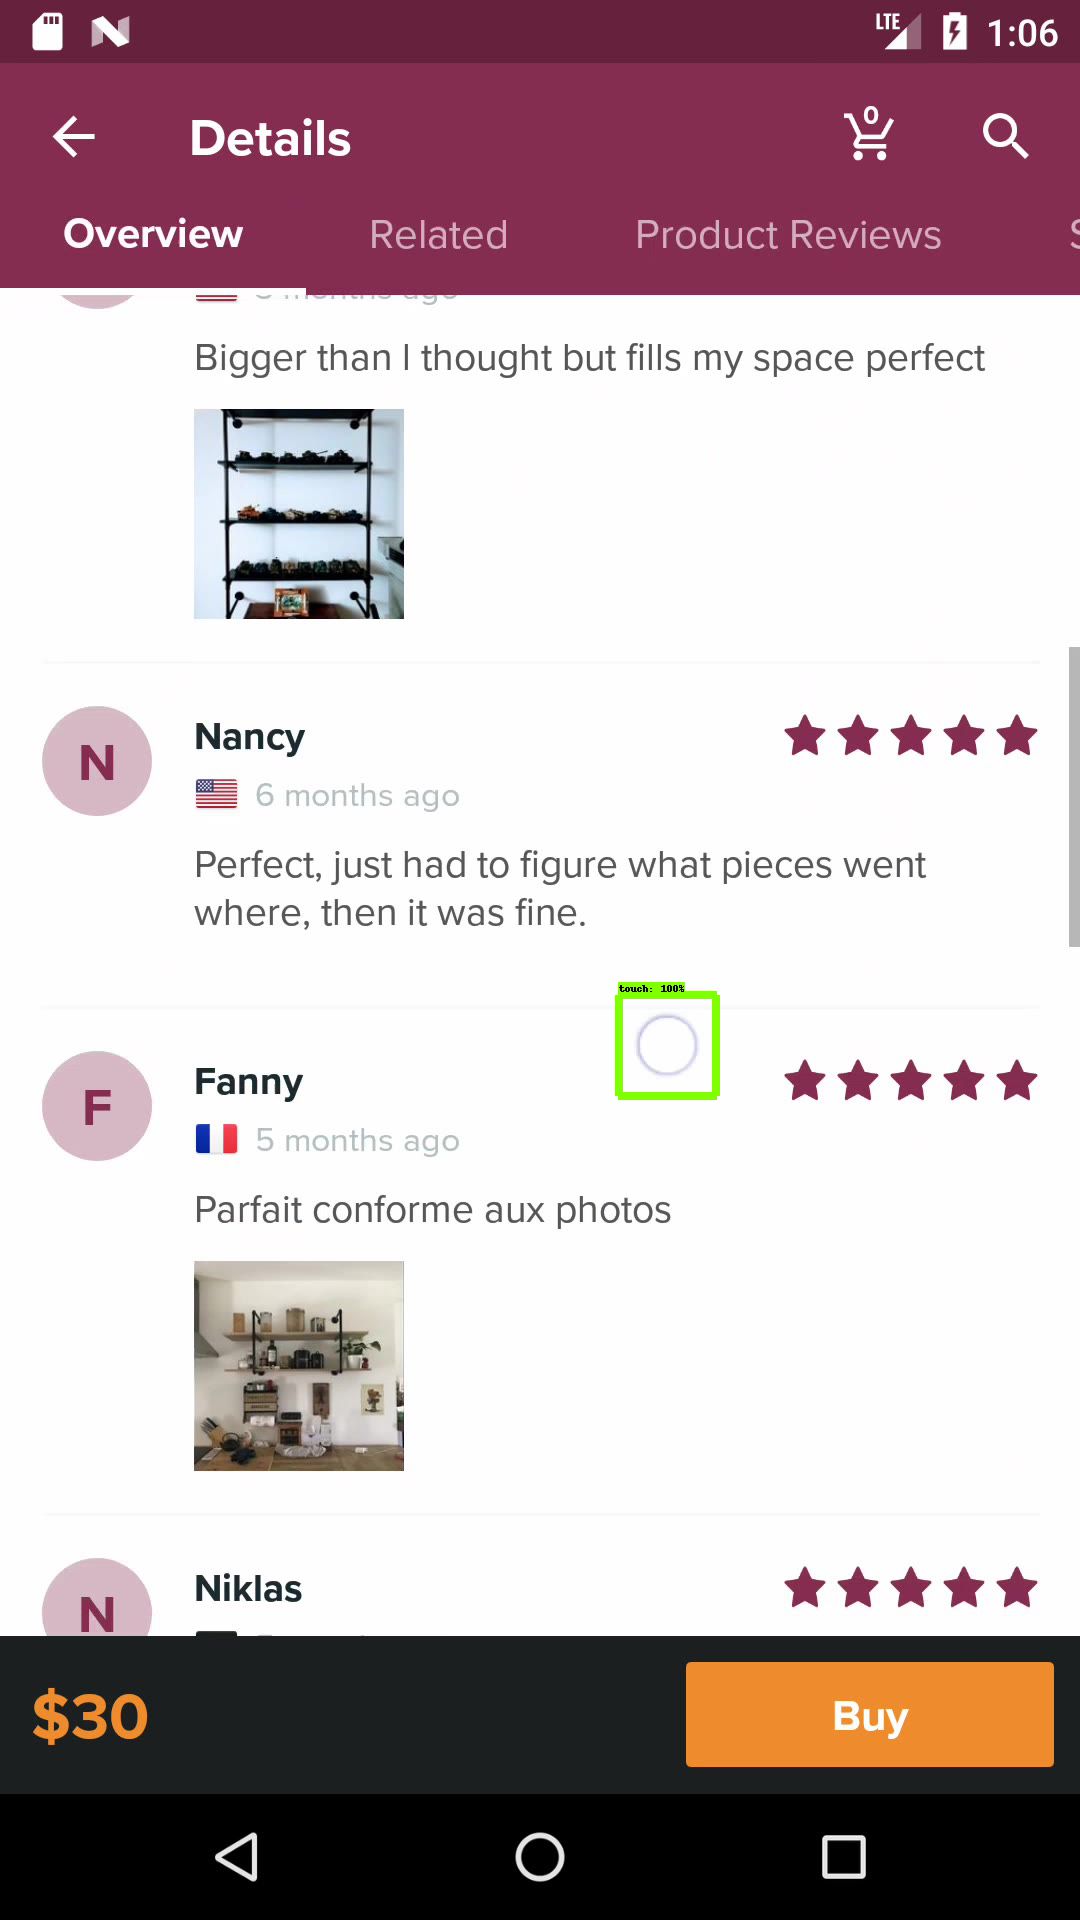 LTE 1:06
Details 0
Overview Related Product Reviews
months ago
Bigger than I thought but fills my space perfect
N Nancy
6 months ago
Perfect, just had to figure what pieces went
where, then it was fine.
touch: 100%
F Fanny
5 months ago
Parfait conforme aux photos
N Niklas
$30 Buy